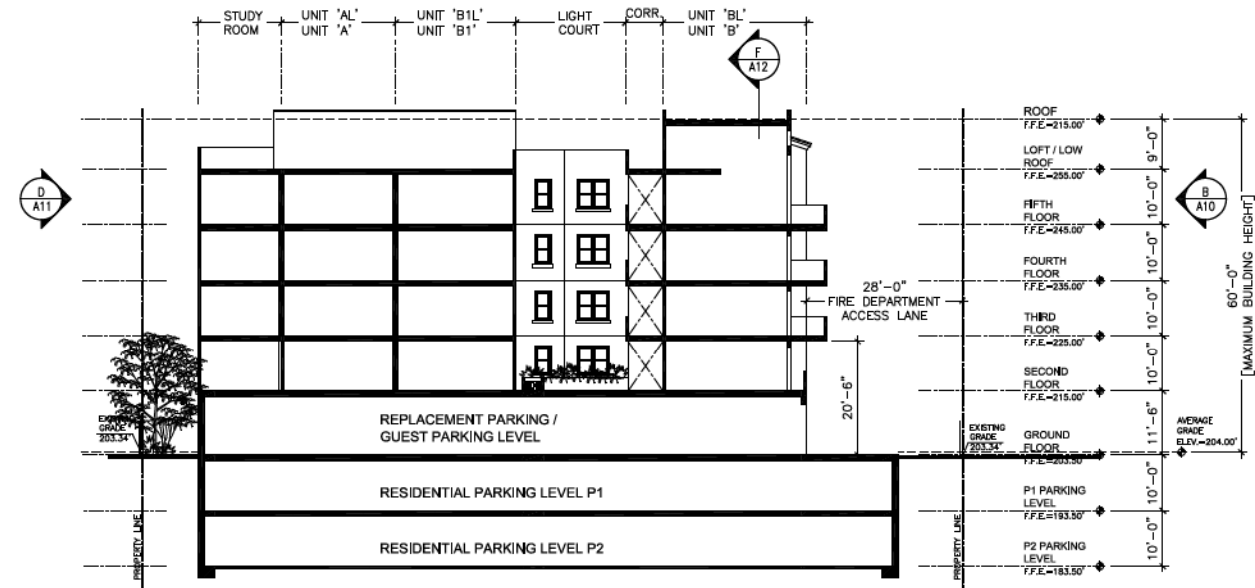 STUDY
ROOM
UNIT 'AL'
UNIT 'A'
UNIT 'B1L'
UNIT 'B1'
LIGHT
COURT
CORR.
UNIT 'BL'
UNIT 'B'
F
A12
D
A11
B
A10
ROOF
F.F.E.=215.00'
9'-0"
LOFT / LOW
ROOF
F.F.E.=255.00'
10'-0"
FIFTH
FLOOR
F.F.E.=245.00'
10'-0"
FOURTH
FLOOR
F.F.E.=235.00'
10'-0"
THIRD
FLOOR
F.F.E.=225.00'
10'-0"
SECOND
FLOOR
F.F.E.=215.00'
11'-6"
GROUND
FLOOR
F.F.E.=203.50'
10'-0"
P1 PARKING
LEVEL
F.F.E.=193.50'
10'-0"
P2 PARKING
LEVEL
F.F.E.=183.50'
60'-0"
[MAXIMUM BUILDING HEIGHT]
AVERAGE
GRADE
ELEV.=204.00'
28'-0"
FIRE DEPARTMENT
ACCESS LANE
20'-6"
EXISTING
GRADE
203.34'
EXISTING
GRADE
203.34'
REPLACEMENT PARKING /
GUEST PARKING LEVEL
RESIDENTIAL PARKING LEVEL P1
RESIDENTIAL PARKING LEVEL P2
PROPERTY LINE
PROPERTY LINE